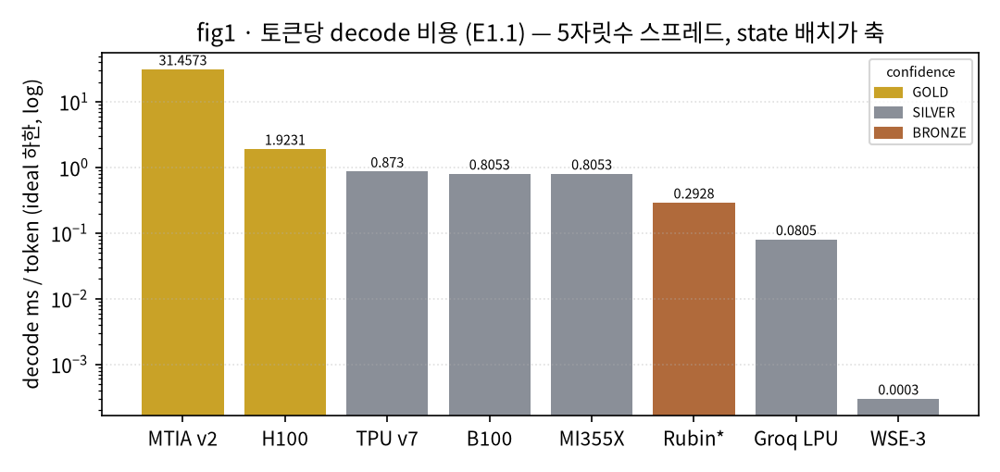 fig1 · 토큰당 decode 비용 (E1.1) — 5자릿수 스프레드, state 배치가 축
decode ms / token (ideal 하한, log)
10¹
10⁰
10⁻¹
10⁻²
10⁻³
31.4573
1.9231
0.873
0.8053
0.8053
0.2928
0.0805
0.0003
confidence
GOLD
SILVER
BRONZE
MTIA v2
H100
TPU v7
B100
MI355X
Rubin*
Groq LPU
WSE-3